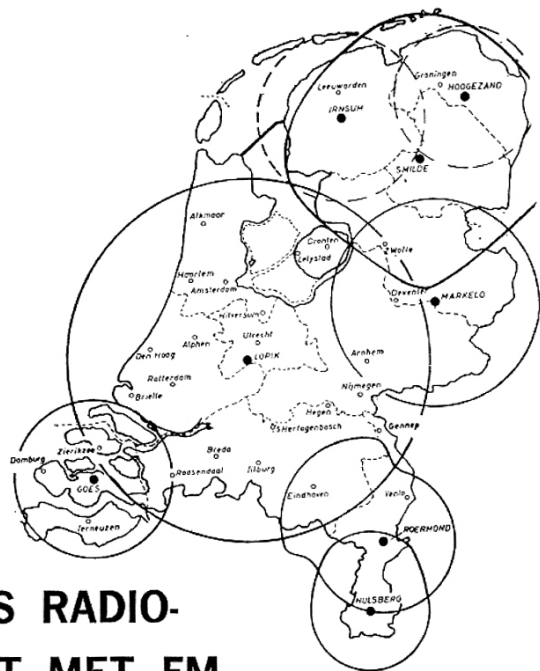 Groningen
Leeuwarden
HOOGEZAND
IRNSUM
SMILDE
Alkmaar
Dronten
Zwolle
Lelystad
Haarlem
Amsterdam
Deventer
MARKELO
Hilversum
Alphen
Utrecht
Den Haag
LOPIK
Arnhem
Rotterdam
Brielle
Nijmegen
Hegen
Gennep
s Hertogenbosch
Zierikzee
Breda
Domburg
Tilburg
Roosendaal
GOES
Eindhoven
Venlo
Terneuzen
ROERMOND
HULSBERG
S RADIO-
T MET FM